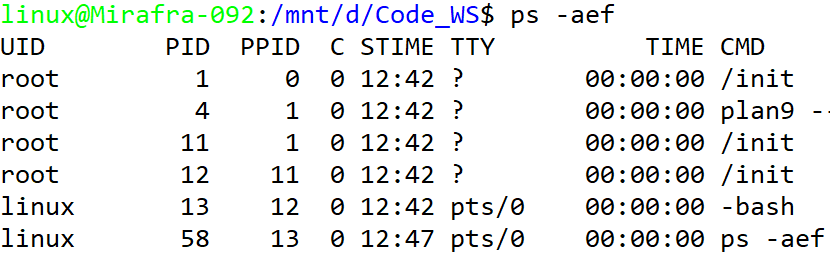 linux@Mirafra-092:/mnt/d/Code_WS$ ps -aef
UID        PID  PPID  C STIME TTY          TIME CMD
root         1     0  0 12:42 ?        00:00:00 /init
root         4     1  0 12:42 ?        00:00:00 plan9 --
root        11     1  0 12:42 ?        00:00:00 /init
root        12    11  0 12:42 ?        00:00:00 /init
linux       13    12  0 12:42 pts/0    00:00:00 -bash
linux       58    13  0 12:47 pts/0    00:00:00 ps -aef